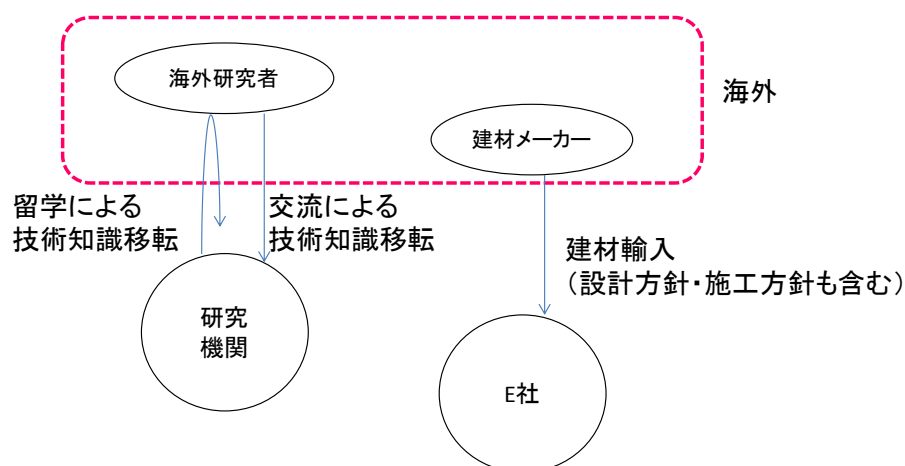 海外研究者
海外
建材メーカー
留学による
技術知識移転
交流による
技術知識移転
建材輸入
（設計方針・施工方針も含む）
研究
機関
E社